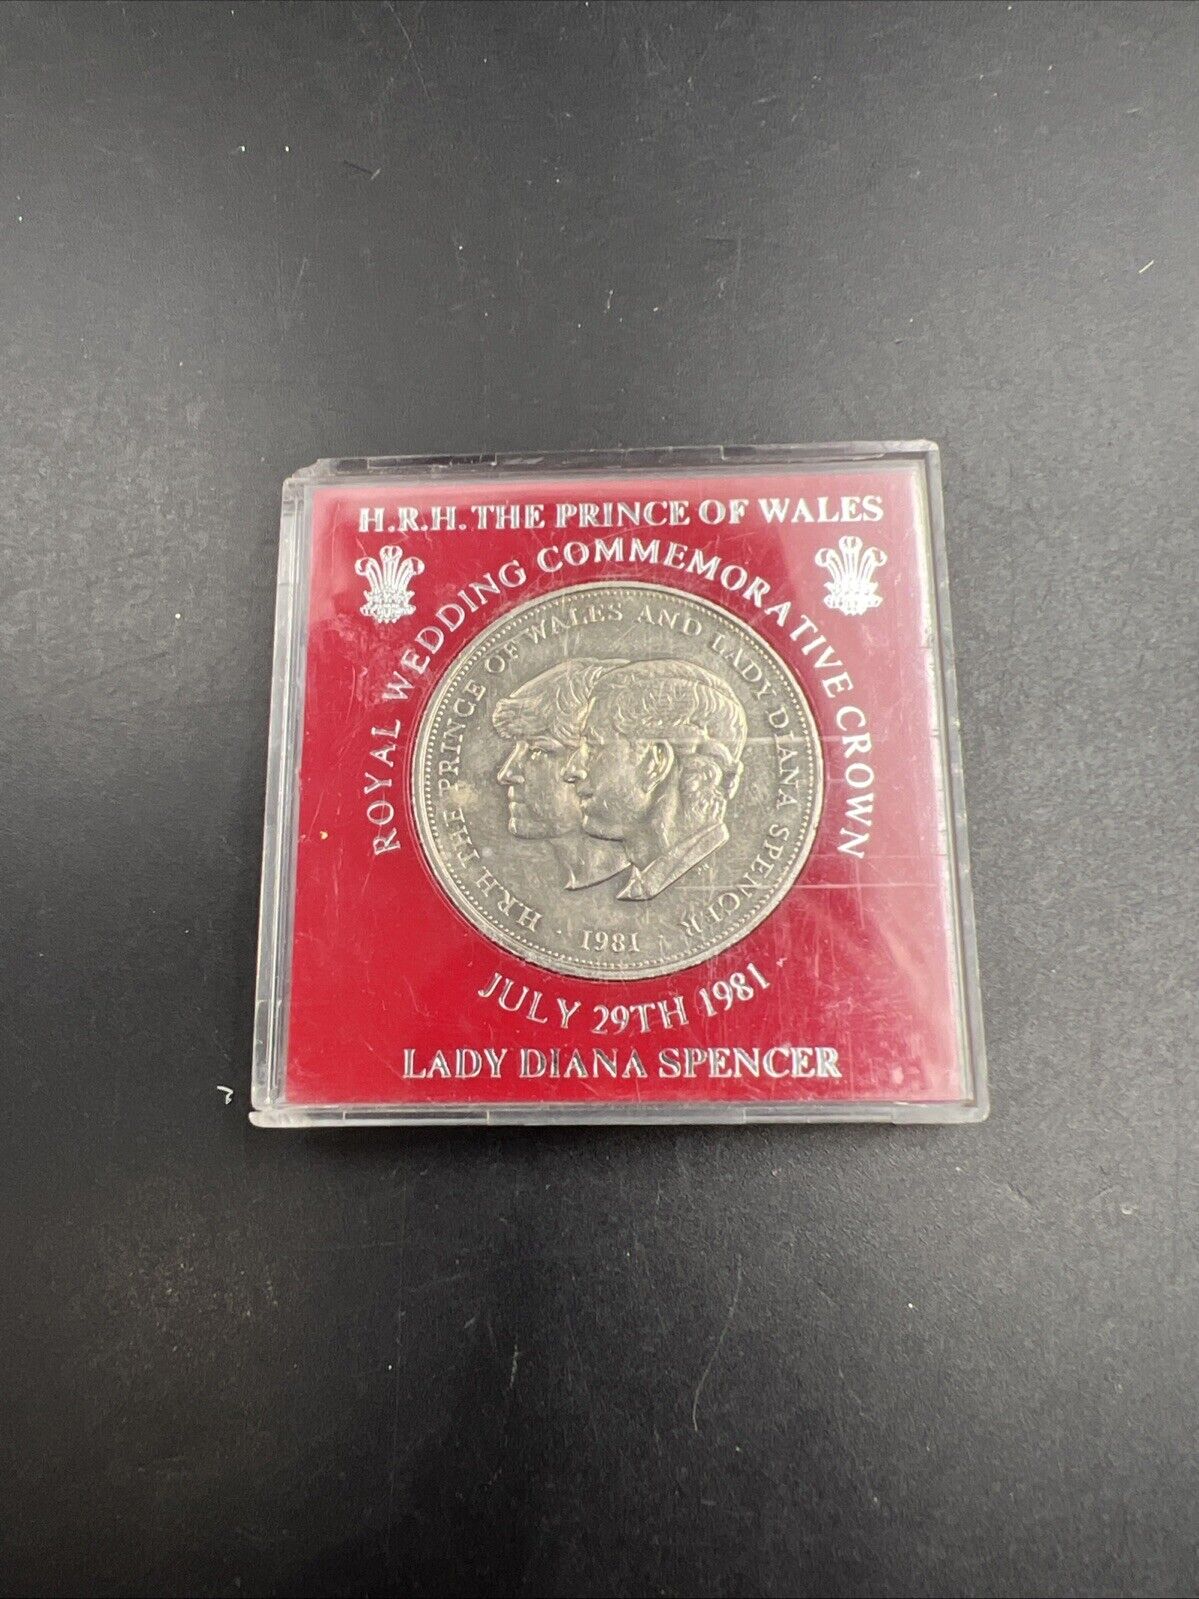 H.R.H. THE PRINCE OF WALES
ROYAL WEDDING COMMEMORATIVE CROWN
HRH THE PRINCE OF WALES AND LADY DIANA SPENCER
· 1981 ·
JULY 29TH 1981
LADY DIANA SPENCER